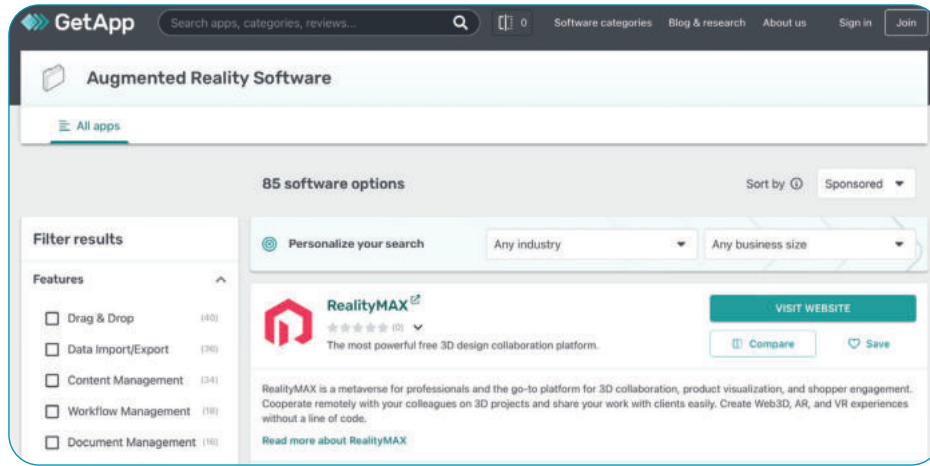 GetApp
Search apps, categories, reviews...
0
Software categories
Blog & research
About us
Sign in
Join
Augmented Reality Software
All apps
85 software options
Sort by
Sponsored
Filter results
Features
Drag & Drop (40)
Data Import/Export (36)
Content Management (34)
Workflow Management (18)
Document Management (16)
Personalize your search
Any industry
Any business size
RealityMAX
(0)
The most powerful free 3D design collaboration platform.
VISIT WEBSITE
Compare
Save
RealityMAX is a metaverse for professionals and the go-to platform for 3D collaboration, product visualization, and shopper engagement.
Cooperate remotely with your colleagues on 3D projects and share your work with clients easily. Create Web3D, AR, and VR experiences
without a line of code.
Read more about RealityMAX